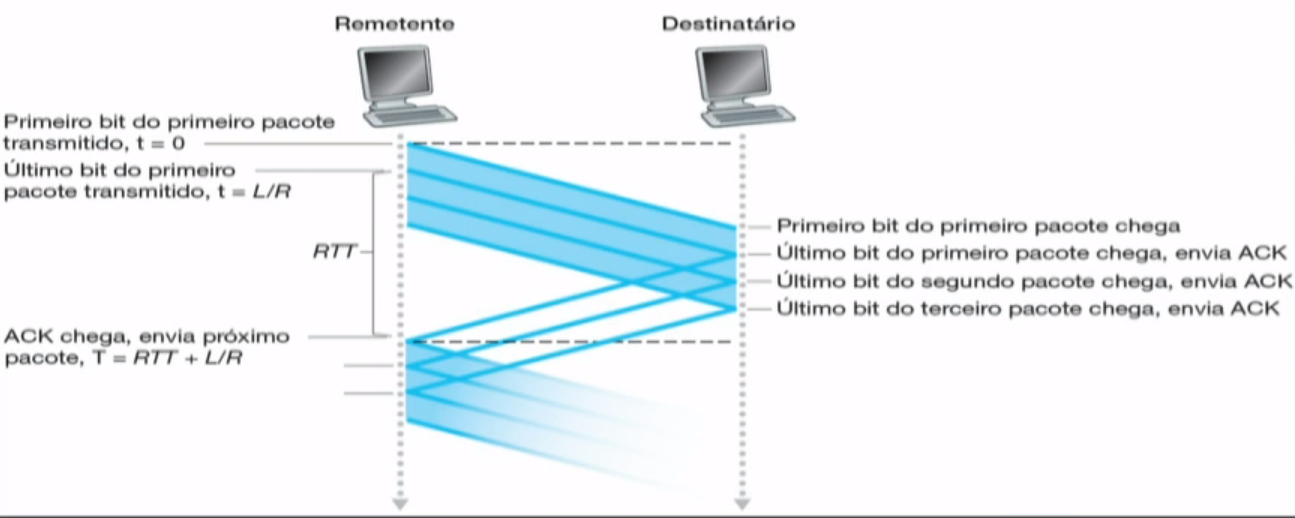 Remetente
Destinatário
Primeiro bit do primeiro pacote
transmitido, t = 0
Último bit do primeiro
pacote transmitido, t = L/R
RTT
ACK chega, envia próximo
pacote, T = RTT + L/R
Primeiro bit do primeiro pacote chega
Último bit do primeiro pacote chega, envia ACK
Último bit do segundo pacote chega, envia ACK
Último bit do terceiro pacote chega, envia ACK